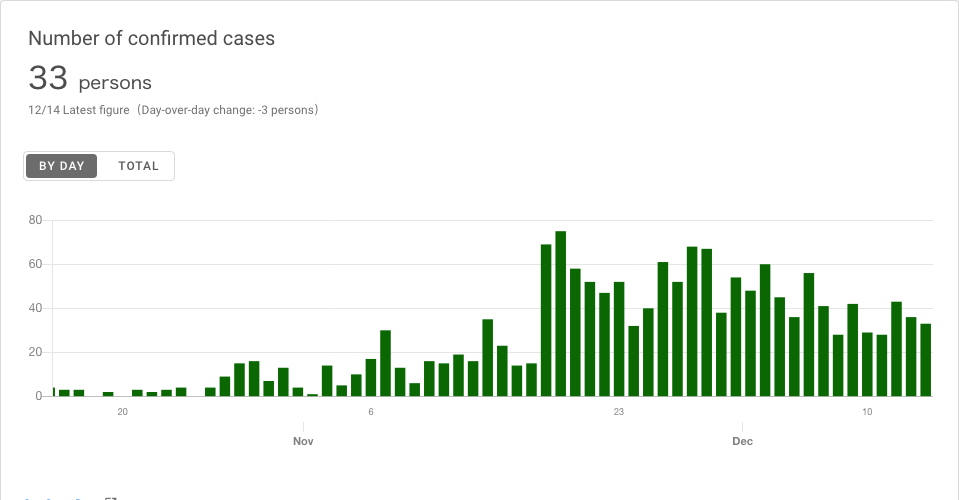 Number of confirmed cases
33 persons
12/14 Latest figure（Day-over-day change: -3 persons）
BY DAY TOTAL
80
60
40
20
0
20 6 23 10
Nov Dec